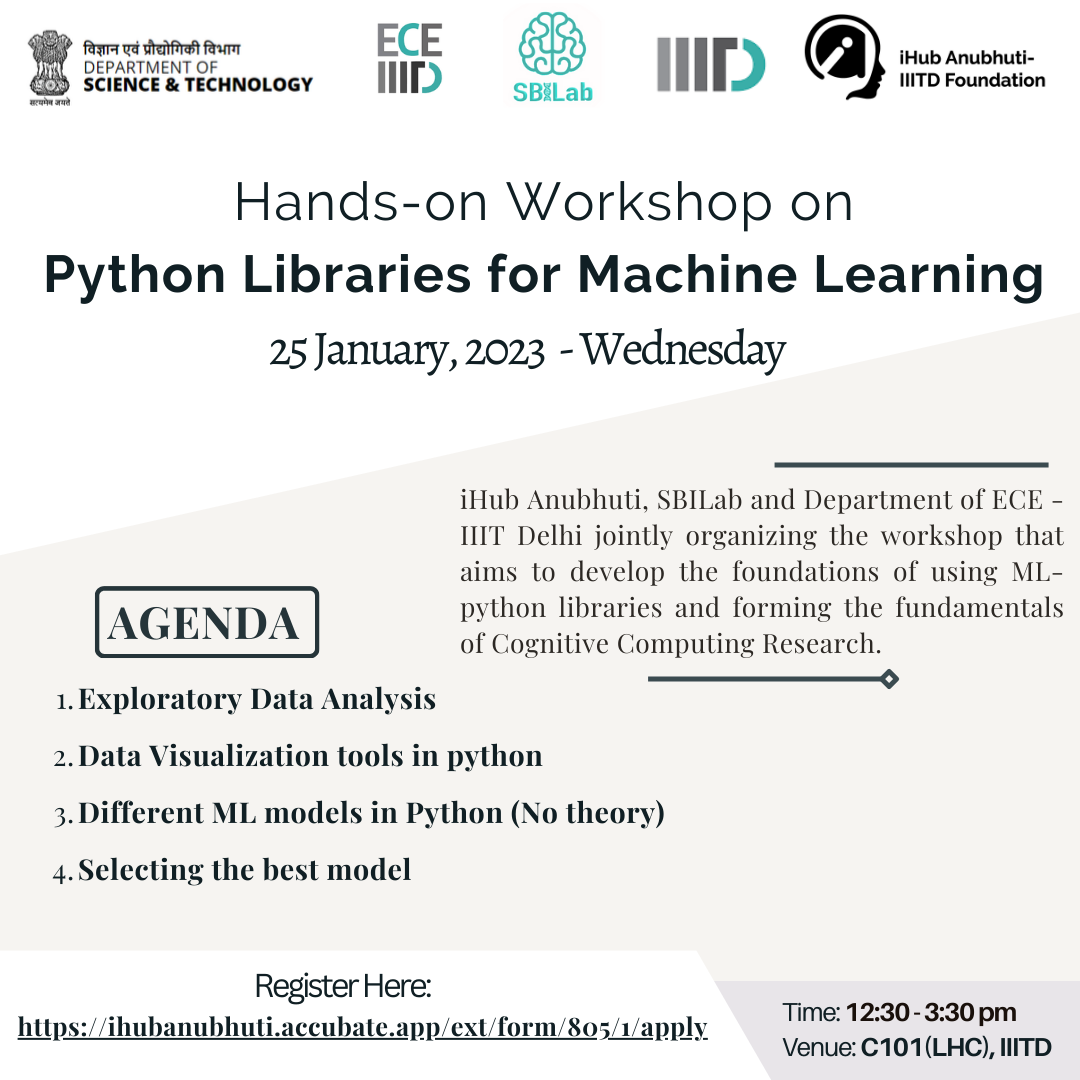 विज्ञान एवं प्रौद्योगिकी विभाग
DEPARTMENT OF
SCIENCE & TECHNOLOGY
सत्यमेव जयते
ECE
IIITD
SBILab
IIITD
iHub Anubhuti-
IIITD Foundation
Hands-on Workshop on
Python Libraries for Machine Learning
25 January, 2023 - Wednesday
iHub Anubhuti, SBILab and Department of ECE -
IIIT Delhi jointly organizing the workshop that
aims to develop the foundations of using ML-
python libraries and forming the fundamentals
of Cognitive Computing Research.
AGENDA
1. Exploratory Data Analysis
2. Data Visualization tools in python
3. Different ML models in Python (No theory)
4. Selecting the best model
Register Here:
https://ihubanubhuti.accubate.app/ext/form/805/1/apply
Time: 12:30 - 3:30 pm
Venue: C101(LHC), IIITD